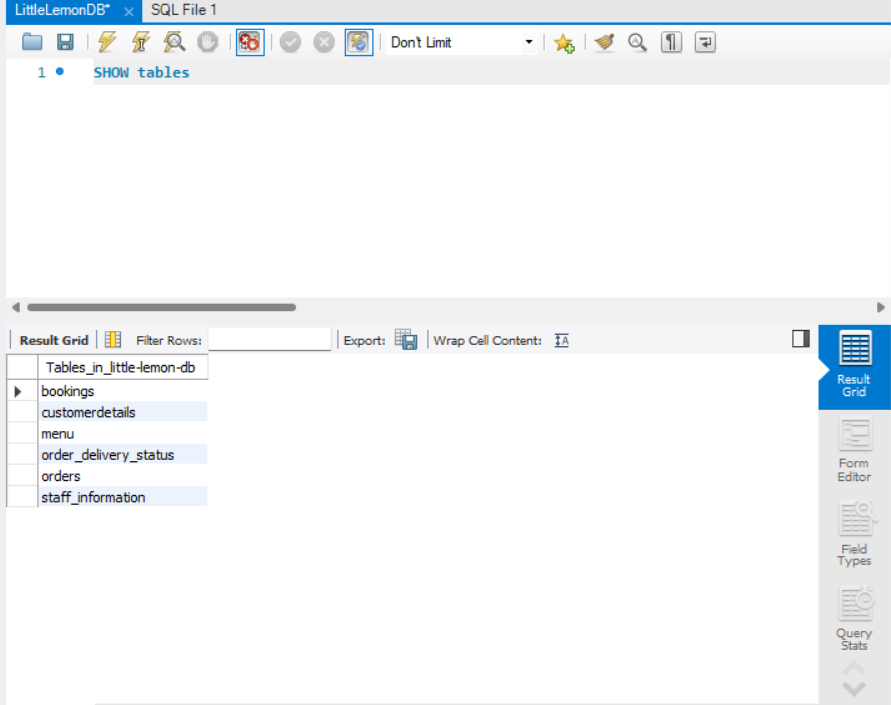 LittleLemonDB* × SQL File 1
Don't Limit
1 SHOW tables
Result Grid Filter Rows: Export: Wrap Cell Content: IA
Tables_in_little-lemon-db
bookings
customerdetails
menu
order_delivery_status
orders
staff_information
Result
Grid
Form
Editor
Field
Types
Query
Stats